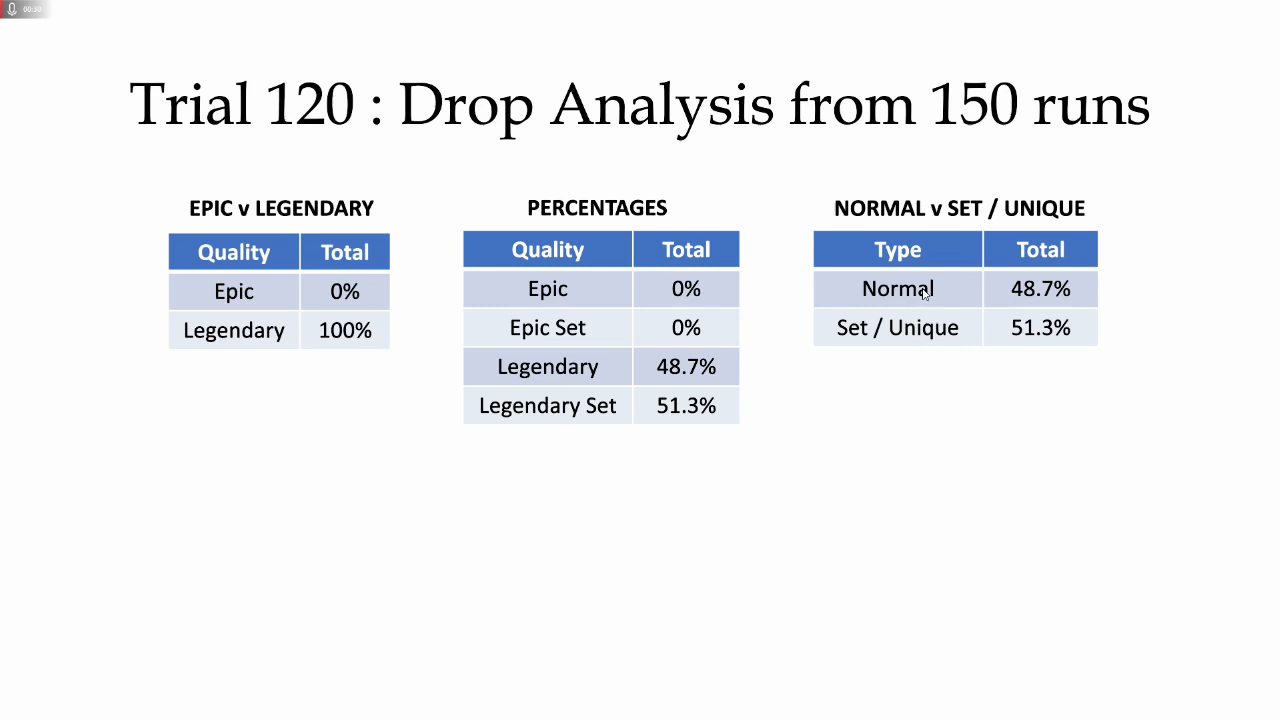 00:30
Trial 120 : Drop Analysis from 150 runs
EPIC v LEGENDARY
Quality Total
Epic 0%
Legendary 100%
PERCENTAGES
Quality Total
Epic 0%
Epic Set 0%
Legendary 48.7%
Legendary Set 51.3%
NORMAL v SET / UNIQUE
Type Total
Normal 48.7%
Set / Unique 51.3%